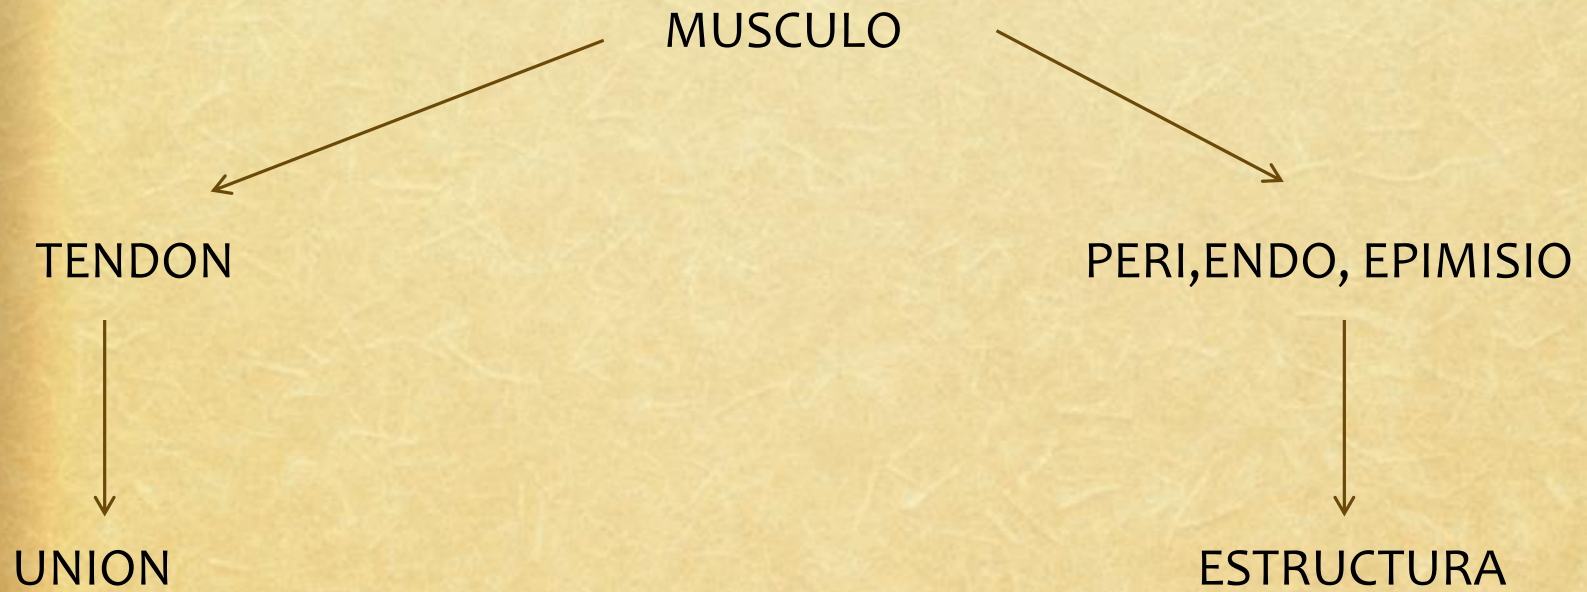 MUSCULO
TENDON
PERI,ENDO, EPIMISIO
UNION
ESTRUCTURA